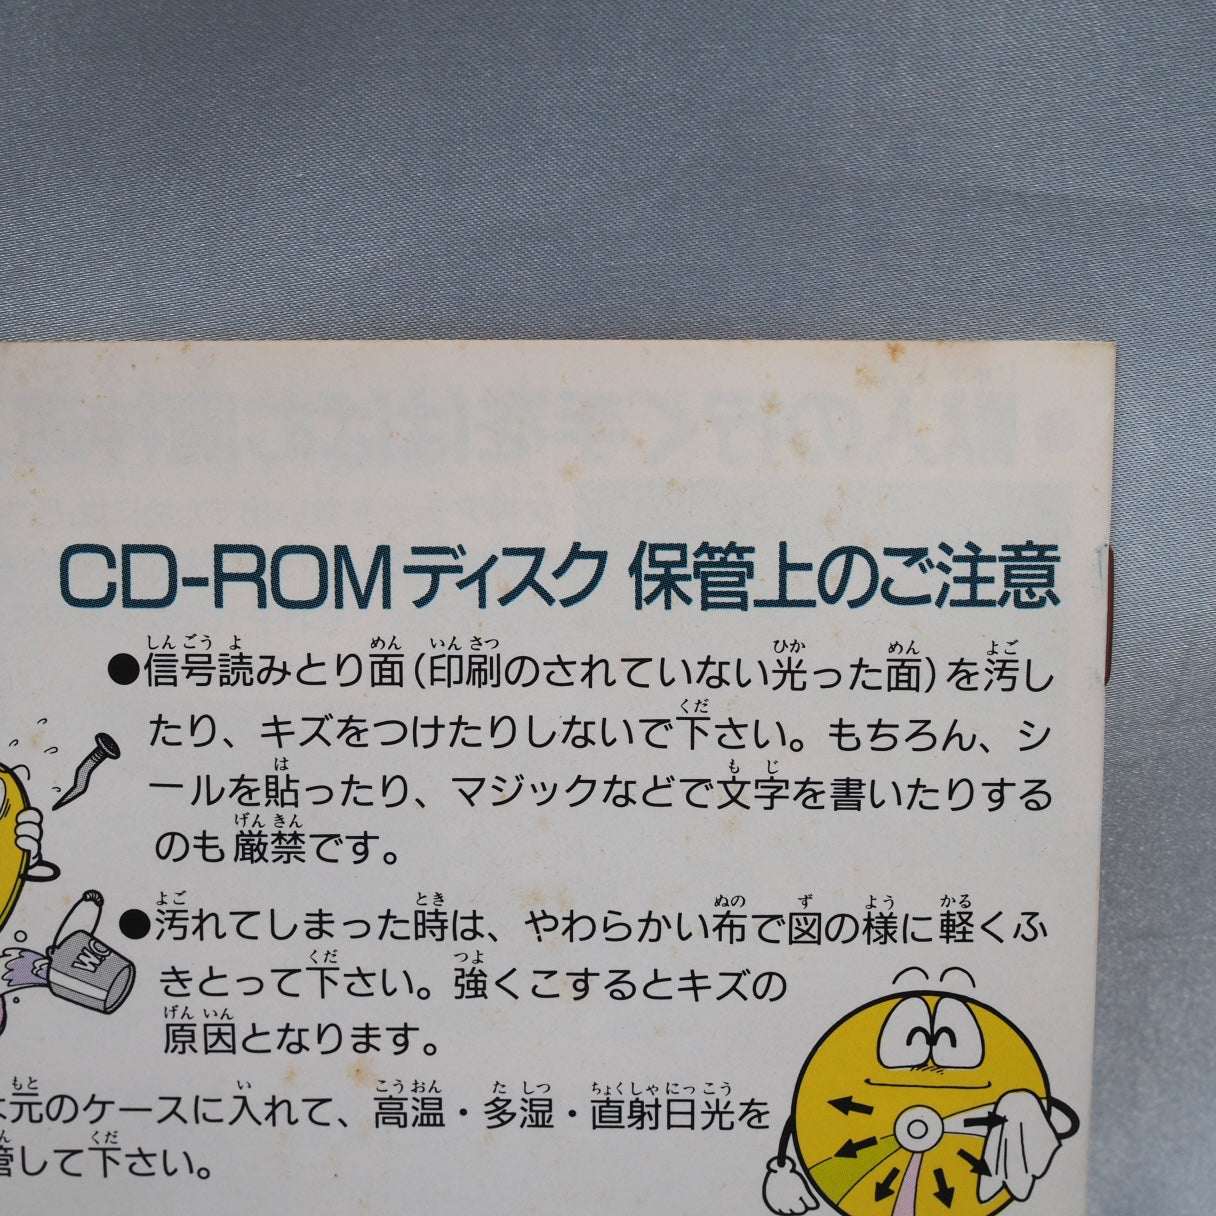 CD-ROMディスク 保管上のご注意
●信号読みとり面(印刷のされていない光った面)を汚し
たり、キズをつけたりしないで下さい。もちろん、シ
ールを貼ったり、マジックなどで文字を書いたりする
のも厳禁です。
●汚れてしまった時は、やわらかい布で図の様に軽くふ
きとって下さい。強くこするとキズの
原因となります。
W.C
元のケースに入れて、高温・多湿・直射日光を
管して下さい。